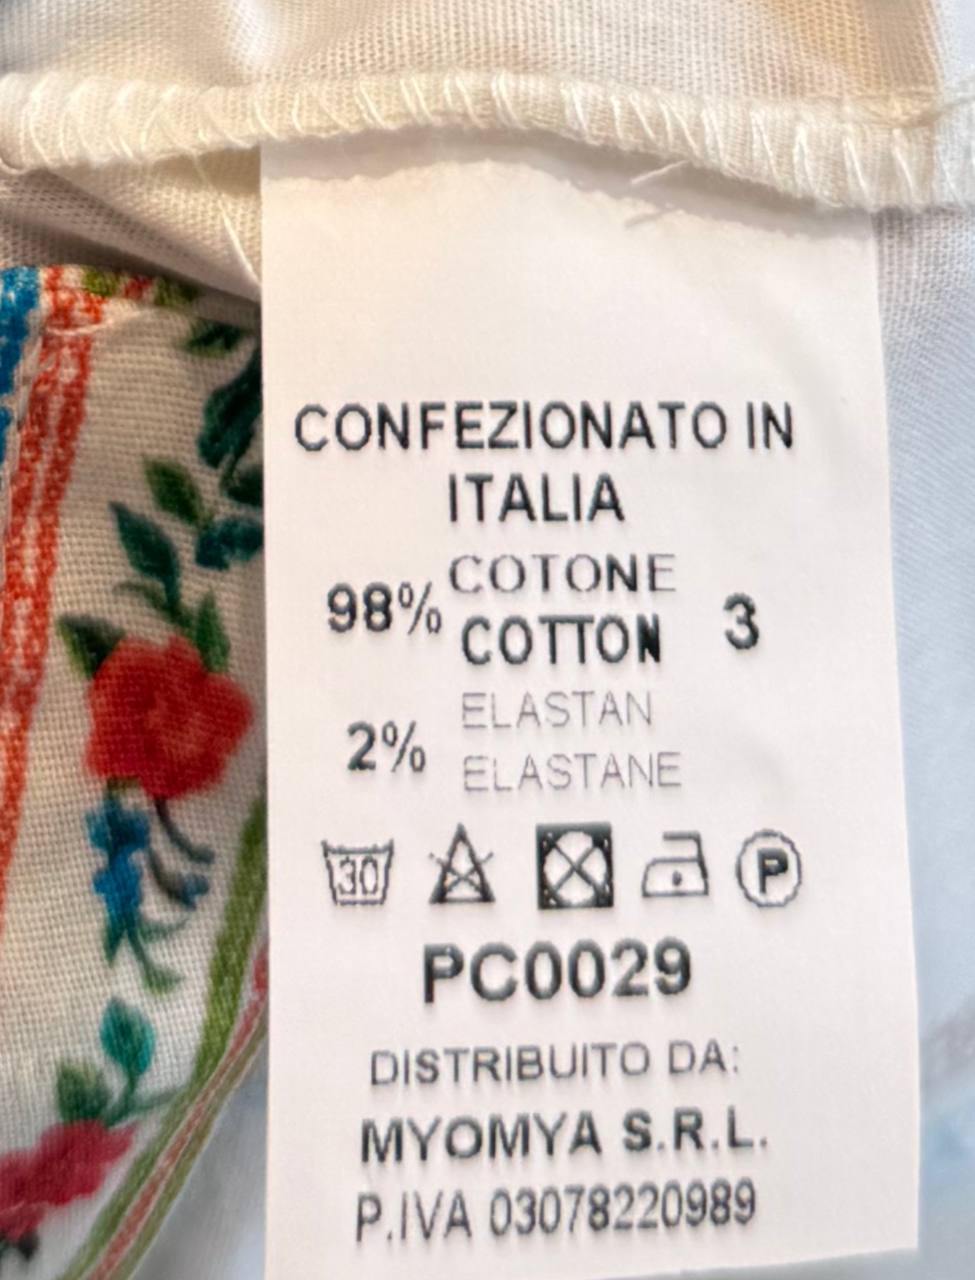 CONFEZIONATO IN
ITALIA
98% COTONE
COTTON 3
2% ELASTAN
ELASTANE
30 P
PC0029
DISTRIBUITO DA:
MYOMYA S.R.L.
P.IVA 03078220989